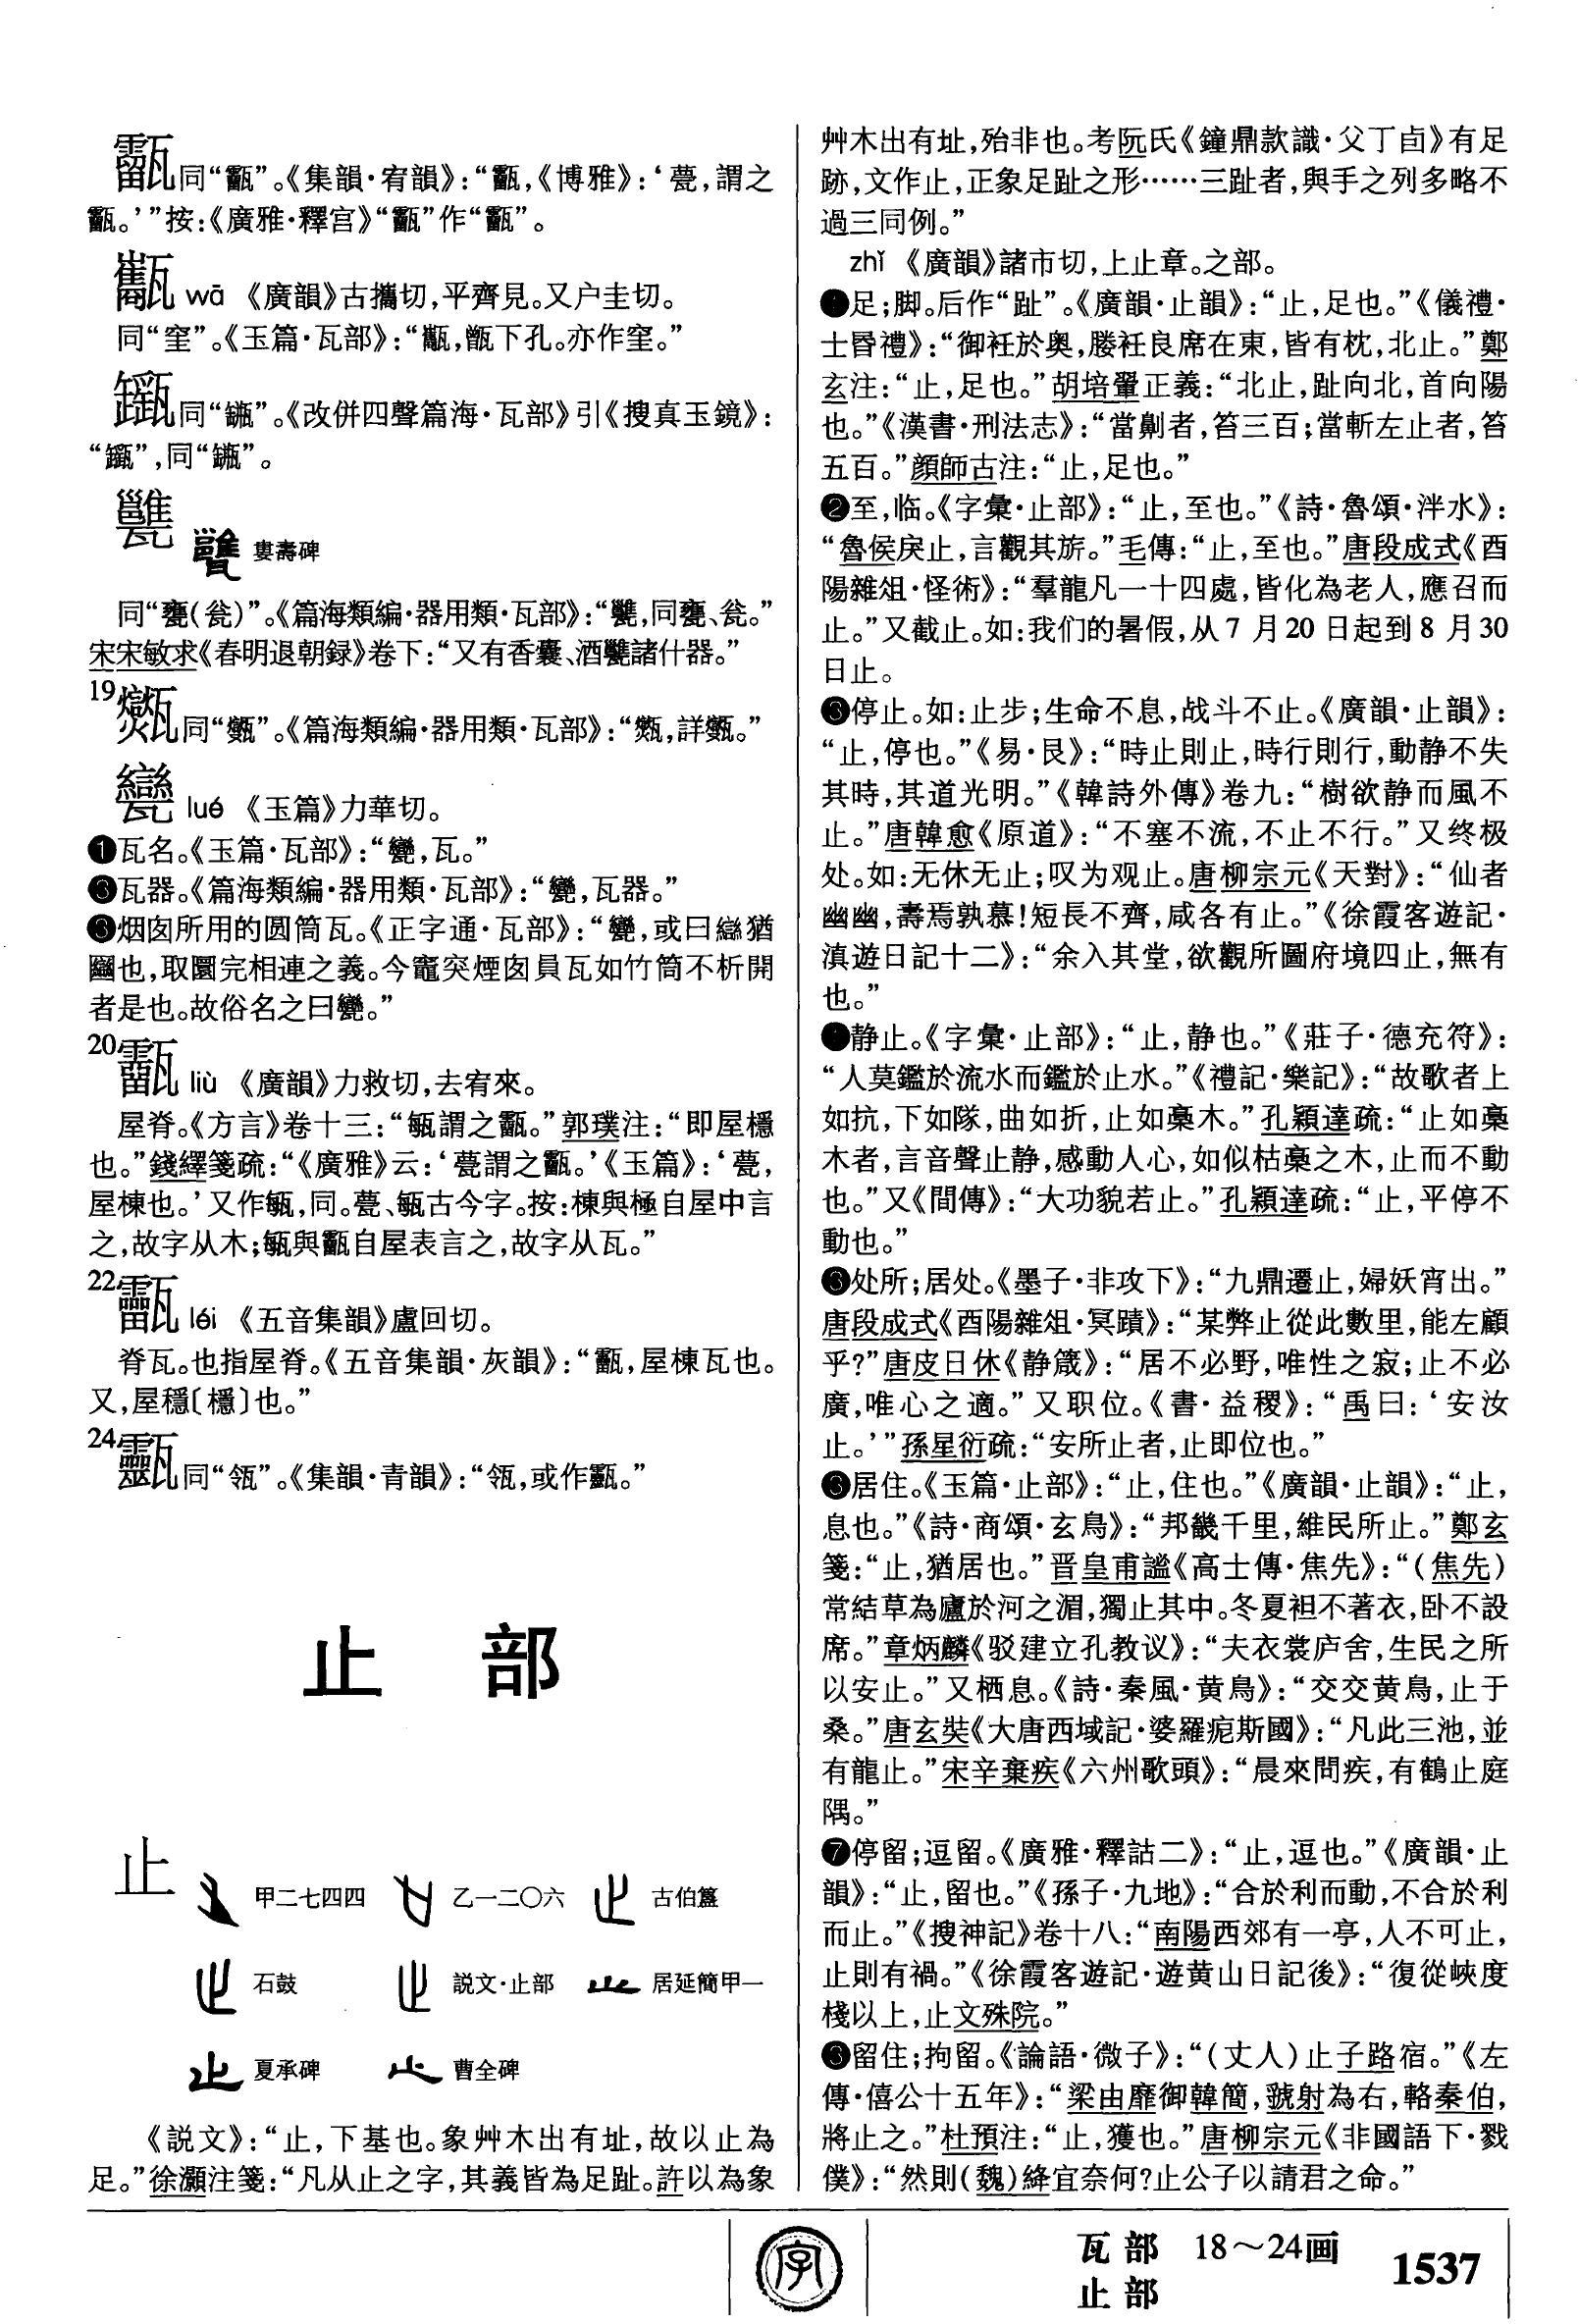 同“”。《集韻·宥韻》：“，《博雅》：‘甍，謂之
。’”按：《廣雅·釋宫》“”作“”。
wā 《廣韻》古攜切，平齊見。又户圭切。
同“窐”。《玉篇·瓦部》：“，甑下孔。亦作窐。”
同“”。《改併四聲篇海·瓦部》引《搜真玉鏡》：
“”，同“”。
婁壽碑
同“甕（瓮）”。《篇海類編·器用類·瓦部》：“，同甕、瓮。”
宋宋敏求《春明退朝録》卷下：“又有香囊、酒諸什器。”
19
同“甑”。《篇海類編·器用類·瓦部》：“，詳。”
lué 《玉篇》力華切。
❶瓦名。《玉篇·瓦部》：“，瓦。”
❷瓦器。《篇海類編·器用類·瓦部》：“，瓦器。”
❸烟囱所用的圆筒瓦。《正字通·瓦部》：“，或曰猶
也，取圜完相連之義。今竈突煙囱員瓦如竹筒不析開
者是也。故俗名之曰。”
20
liù 《廣韻》力救切，去宥來。
屋脊。《方言》卷十三：“㼹謂之。”郭璞注：“即屋檼
也。”錢繹箋疏：“《廣雅》云：‘甍謂之。’《玉篇》：‘甍，
屋棟也。’又作，同。甍、古今字。按：棟與極自屋中言
之，故字从木；與自屋表言之，故字从瓦。”
22
léi 《五音集韻》盧回切。
脊瓦。也指屋脊。《五音集韻·灰韻》：“，屋棟瓦也。
又，屋穩〔檼〕也。”
24
同“瓴”。《集韻·青韻》：“瓴，或作。”
止 部
止 甲二七四四 乙一二〇六 古伯簋
石鼓 説文·止部 居延簡甲一
夏承碑 曹全碑
《説文》：“止，下基也。象艸木出有址，故以止為
足。”徐灝注箋：“凡从止之字，其義皆為足趾。許以為象
艸木出有址，殆非也。考阮氏《鐘鼎款識·父丁卣》有足
跡，文作止，正象足趾之形……三趾者，與手之列多略不
過三同例。”
zhǐ 《廣韻》諸市切，上止章。之部。
❶足；脚。后作“趾”。《廣韻·止韻》：“止，足也。”《儀禮·
士昏禮》：“御衽於奥，媵衽良席在東，皆有枕，北止。”鄭
玄注：“止，足也。”胡培翬正義：“北止，趾向北，首向陽
也。”《漢書·刑法志》：“當劓者，笞三百；當斬左止者，笞
五百。”顔師古注：“止，足也。”
❷至，临。《字彙·止部》：“止，至也。”《詩·魯頌·泮水》：
“魯侯戾止，言觀其旂。”毛傳：“止，至也。”唐段成式《酉
陽雜俎·怪術》：“羣龍凡一十四處，皆化為老人，應召而
止。”又截止。如：我们的暑假，从7 月20 日起到8 月30
日止。
❸停止。如：止步；生命不息，战斗不止。《廣韻·止韻》：
“止，停也。”《易·艮》：“時止則止，時行則行，動静不失
其時，其道光明。”《韓詩外傳》卷九：“樹欲静而風不
止。”唐韓愈《原道》：“不塞不流，不止不行。”又终极
处。如：无休无止；叹为观止。唐柳宗元《天對》：“仙者
幽幽，壽焉孰慕！短長不齊，咸各有止。”《徐霞客遊記·
滇遊日記十二》：“余入其堂，欲觀所圖府境四止，無有
也。”
❹静止。《字彙·止部》：“止，静也。”《莊子·德充符》：
“人莫鑑於流水而鑑於止水。”《禮記·樂記》：“故歌者上
如抗，下如隊，曲如折，止如槀木。”孔穎達疏：“止如槀
木者，言音聲止静，感動人心，如似枯槀之木，止而不動
也。”又《間傳》：“大功貌若止。”孔穎達疏：“止，平停不
動也。”
❺处所；居处。《墨子·非攻下》：“九鼎遷止，婦妖宵出。”
唐段成式《酉陽雜俎·冥蹟》：“某弊止從此數里，能左顧
乎？”唐皮日休《静箴》：“居不必野，唯性之寂；止不必
廣，唯心之適。”又职位。《書·益稷》：“禹曰：‘安汝
止。’”孫星衍疏：“安所止者，止即位也。”
❻居住。《玉篇·止部》：“止，住也。”《廣韻·止韻》：“止，
息也。”《詩·商頌·玄鳥》：“邦畿千里，維民所止。”鄭玄
箋：“止，猶居也。”晋皇甫謐《高士傳·焦先》：“（焦先）
常結草為廬於河之湄，獨止其中。冬夏袒不著衣，卧不設
席。”章炳麟《驳建立孔教议》：“夫衣裳庐舍，生民之所
以安止。”又栖息。《詩·秦風·黄鳥》：“交交黄鳥，止于
桑。”唐玄奘《大唐西域記·婆羅痆斯國》：“凡此三池，並
有龍止。”宋辛棄疾《六州歌頭》：“晨來問疾，有鶴止庭
隅。”
❼停留；逗留。《廣雅·釋詁二》：“止，逗也。”《廣韻·止
韻》：“止，留也。”《孫子·九地》：“合於利而動，不合於利
而止。”《搜神記》卷十八：“南陽西郊有一亭，人不可止，
止則有禍。”《徐霞客遊記·遊黄山日記後》：“復從峽度
棧以上，止文殊院。”
❽留住；拘留。《論語·微子》：“（丈人）止子路宿。”《左
傳·僖公十五年》：“梁由靡御韓簡，虢射為右，輅秦伯，
將止之。”杜預注：“止，獲也。”唐柳宗元《非國語下·戮
僕》：“然則（魏）絳宜奈何？止公子以請君之命。”
字
瓦部 18～24画
止部
1537